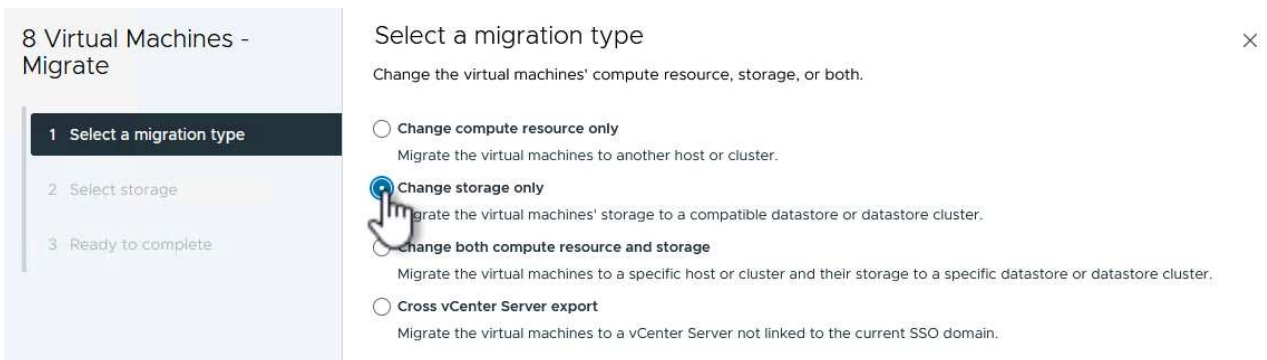 8 Virtual Machines -
Migrate
1 Select a migration type
2 Select storage
3 Ready to complete
Select a migration type
Change the virtual machines' compute resource, storage, or both.
Change compute resource only
Migrate the virtual machines to another host or cluster.
Change storage only
grate the virtual machines' storage to a compatible datastore or datastore cluster.
Change both compute resource and storage
Migrate the virtual machines to a specific host or cluster and their storage to a specific datastore or datastore cluster.
Cross vCenter Server export
Migrate the virtual machines to a vCenter Server not linked to the current SSO domain.